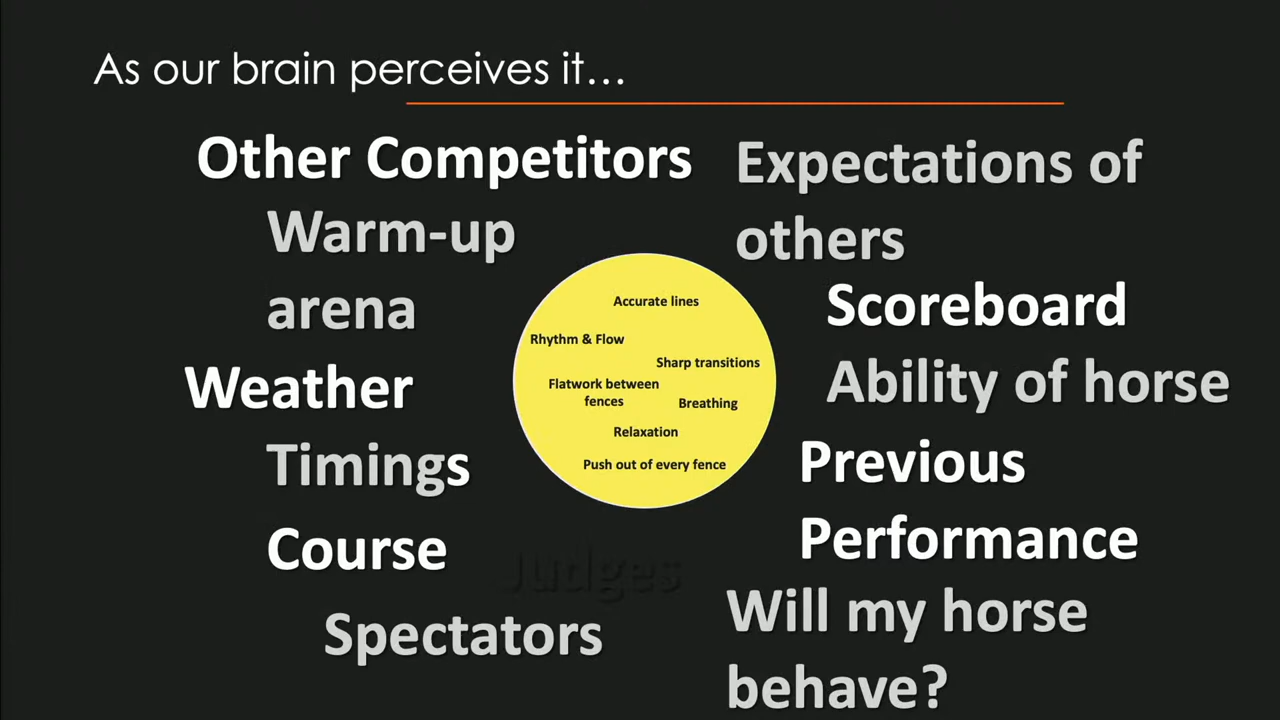 As our brain perceives it...
Other Competitors
Expectations of
others
Warm-up
arena
Scoreboard
Accurate lines
Rhythm & Flow
Sharp transitions
Flatwork between
fences
Breathing
Relaxation
Push out of every fence
Weather
Ability of horse
Timings
Previous
Performance
Course
Judges
Spectators
Will my horse
behave?